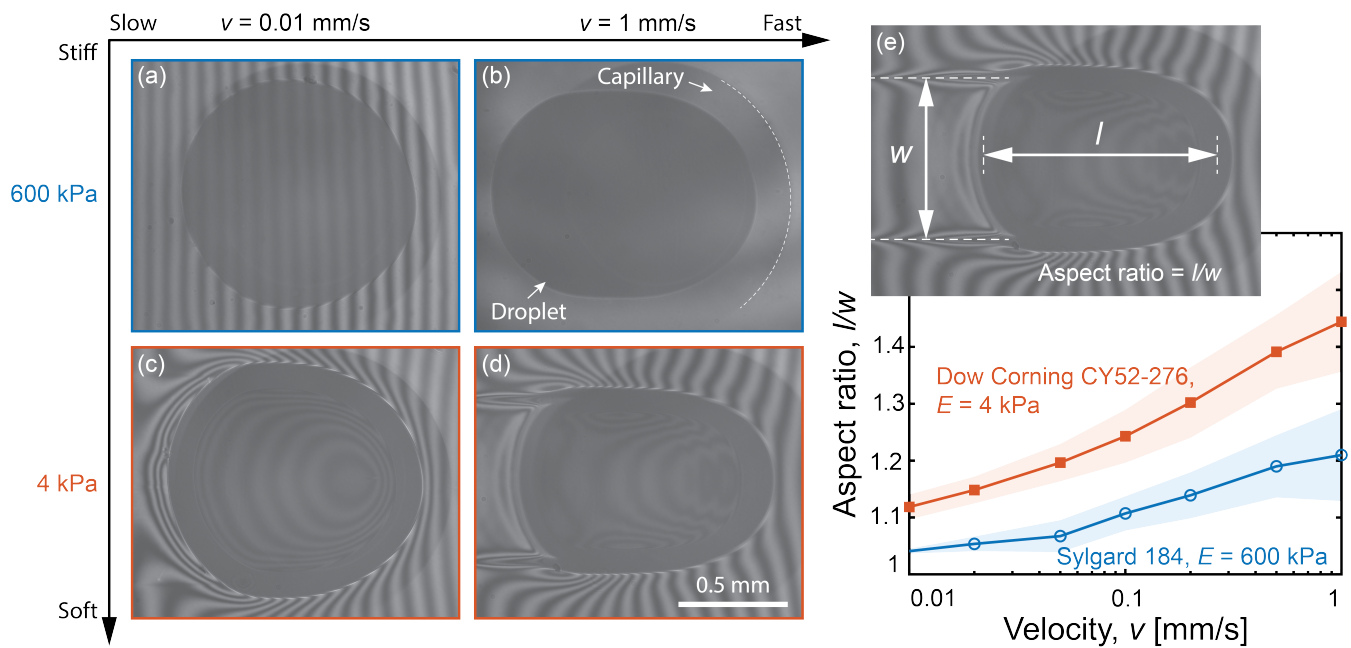 Slow
v = 0.01 mm/s
v = 1 mm/s
Fast
Stiff
600 kPa
4 kPa
Soft
(a)
(b)
Capillary
Droplet
(c)
(d)
0.5 mm
(e)
w
l
Aspect ratio = l/w
Aspect ratio, l/w
1.4
1.3
1.2
1.1
1
Dow Corning CY52-276,
E = 4 kPa
Sylgard 184, E = 600 kPa
0.01
0.1
1
Velocity, v [mm/s]